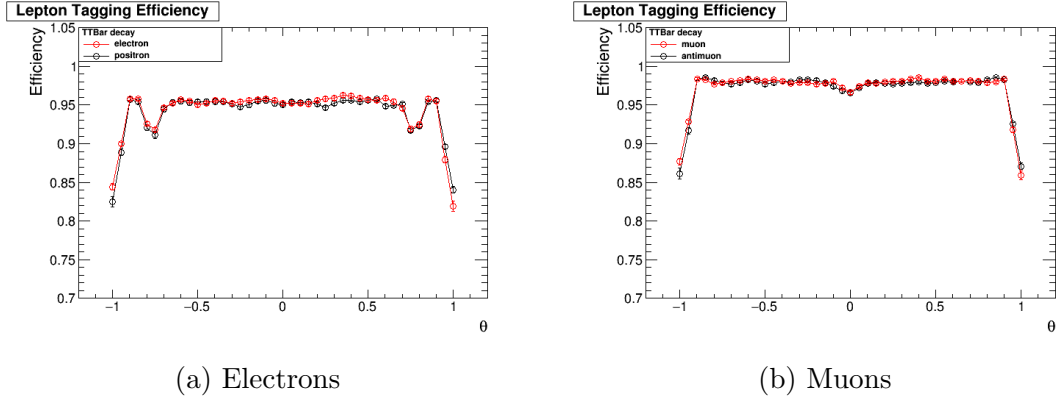 Lepton Tagging Efficiency
Efficiency
TTBar decay
electron
positron
1.05
1
0.95
0.9
0.85
0.8
0.75
0.7
−1
−0.5
0
0.5
1
θ
(a) Electrons
Lepton Tagging Efficiency
Efficiency
TTBar decay
muon
antimuon
1.05
1
0.95
0.9
0.85
0.8
0.75
0.7
−1
−0.5
0
0.5
1
θ
(b) Muons